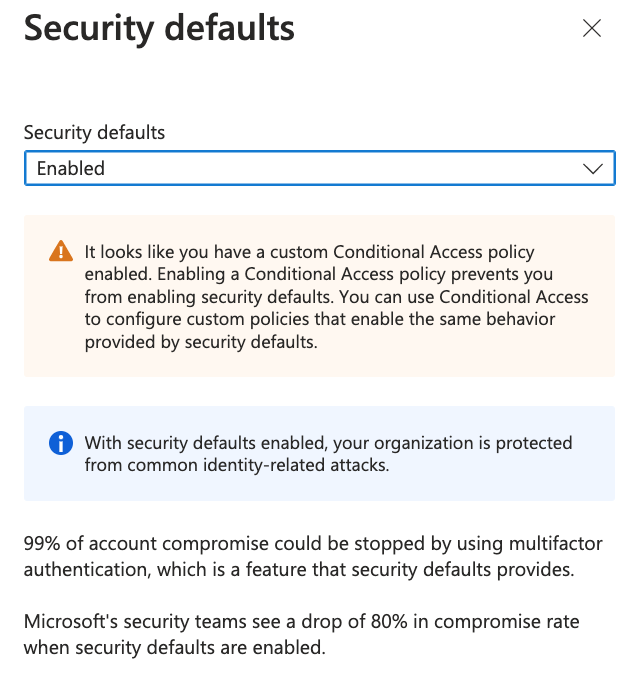 Security defaults
Security defaults
Enabled
It looks like you have a custom Conditional Access policy
enabled. Enabling a Conditional Access policy prevents you
from enabling security defaults. You can use Conditional Access
to configure custom policies that enable the same behavior
provided by security defaults.
With security defaults enabled, your organization is protected
from common identity-related attacks.
99% of account compromise could be stopped by using multifactor
authentication, which is a feature that security defaults provides.
Microsoft's security teams see a drop of 80% in compromise rate
when security defaults are enabled.